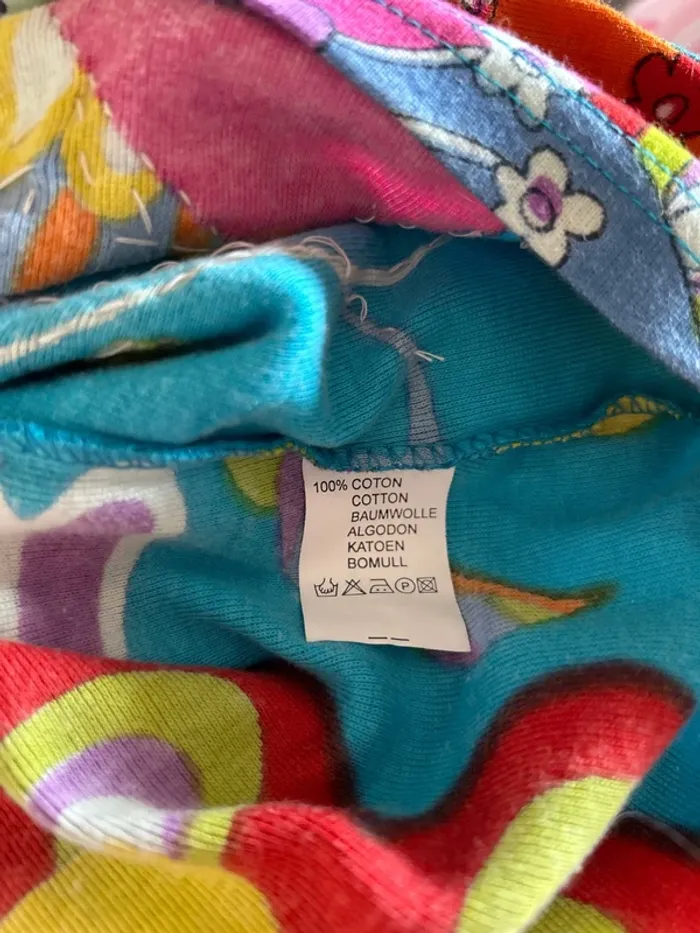 100% COTON
COTTON
BAUMWOLLE
ALGODON
KATOEN
BOMULL
P